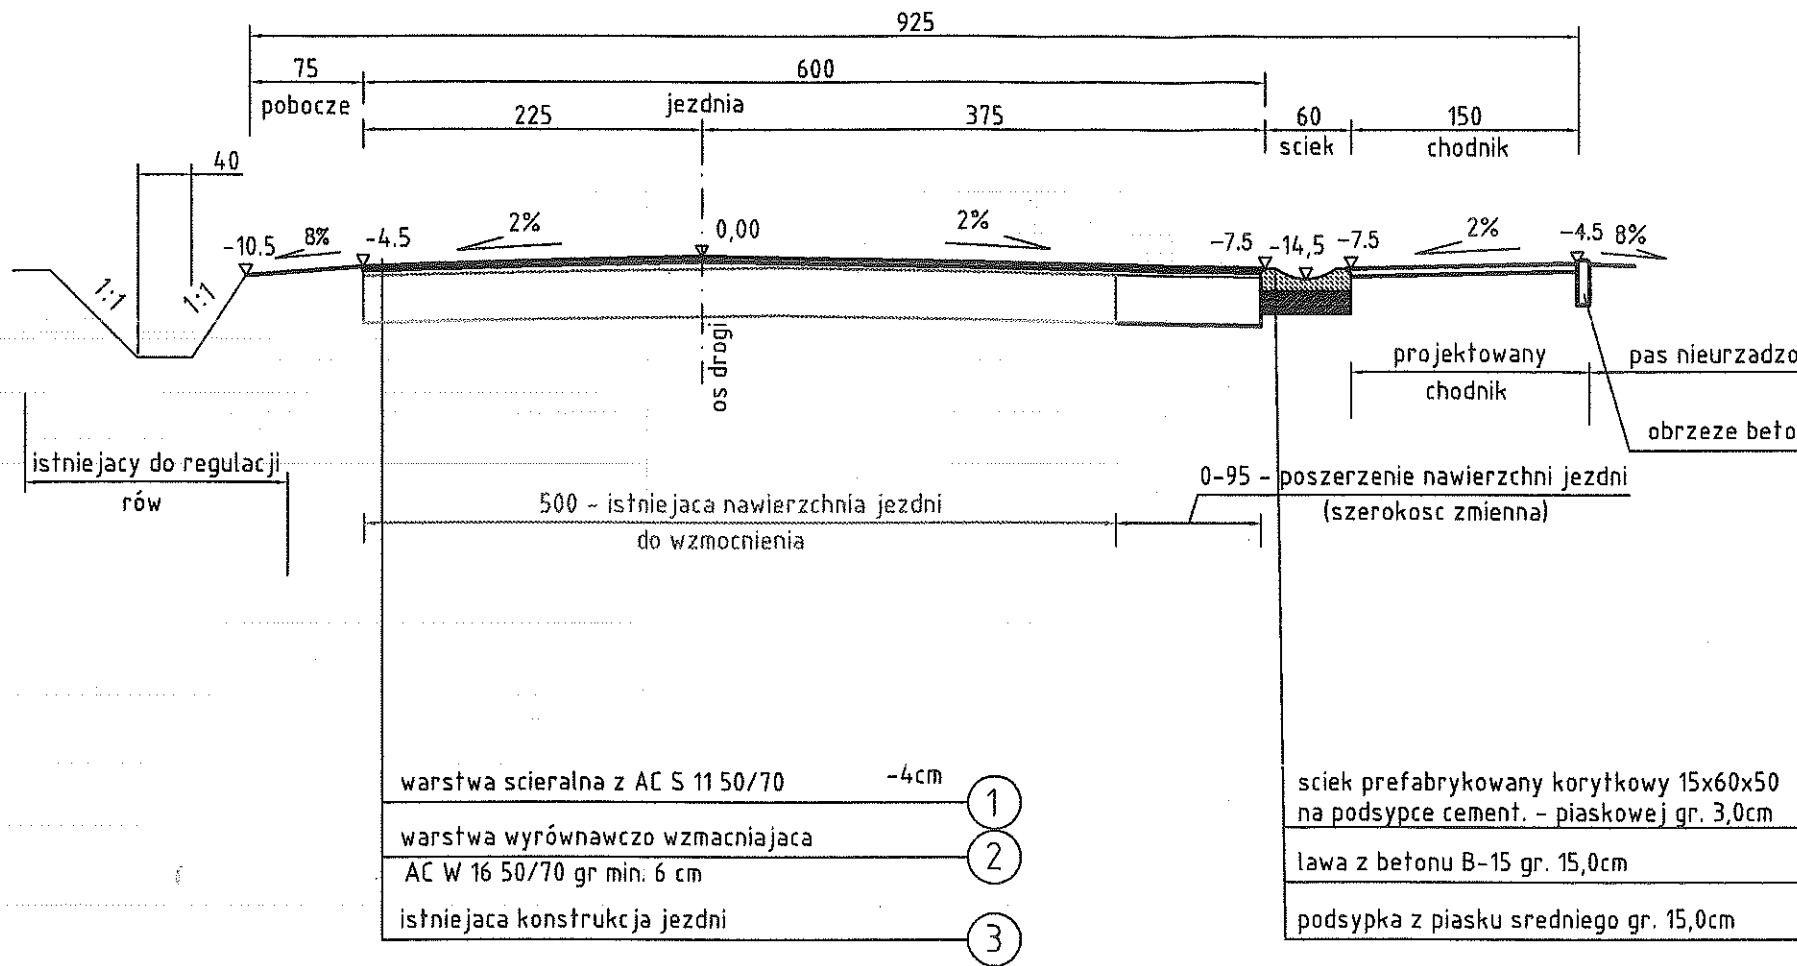 925
75
600
pobocze
jezdnia
225
375
60
150
sciek
chodnik
40
-10.5
8%
-4.5
2%
0,00
2%
-7.5
-14,5
-7.5
2%
-4.5
8%
1:1
1:1
os drogi
projektowany
chodnik
pas nieurzadzo
obrzeze beto
istniejacy do regulacji
rów
0-95 - poszerzenie nawierzchni jezdni
(szerokosc zmienna)
500 - istniejaca nawierzchnia jezdni
do wzmocnienia
warstwa scieralna z AC S 11 50/70 -4cm
1
warstwa wyrównawczo wzmacniajaca
2
AC W 16 50/70 gr min. 6 cm
istniejaca konstrukcja jezdni
3
sciek prefabrykowany korytkowy 15x60x50
na podsypce cement. - piaskowej gr. 3,0cm
lawa z betonu B-15 gr. 15,0cm
podsypka z piasku sredniego gr. 15,0cm